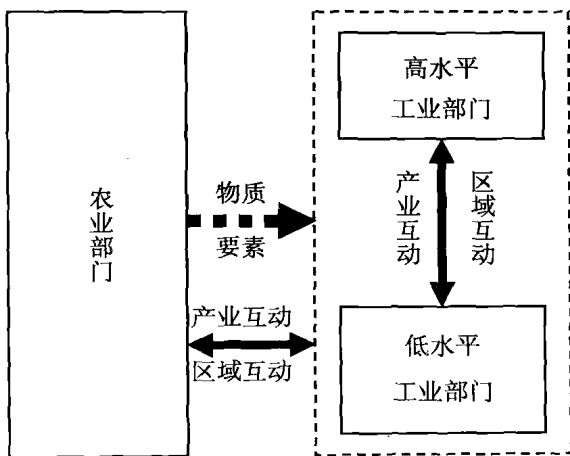 农业部门
物质
要素
产业互动
区域互动
高水平
工业部门
产业互动
区域互动
低水平
工业部门